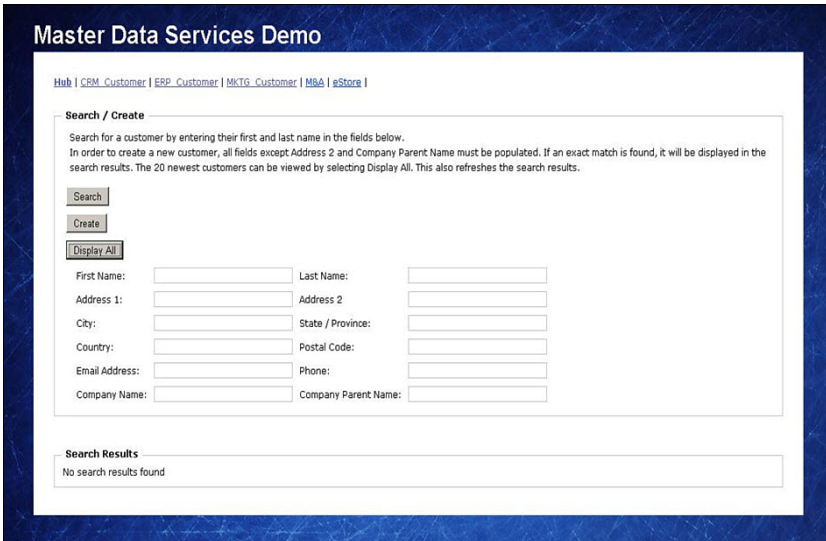 Master Data Services Demo
Hub | CRM_Customer | ERP_Customer | MKTG_Customer | M&A | eStore |
Search / Create
Search for a customer by entering their first and last name in the fields below.
In order to create a new customer, all fields except Address 2 and Company Parent Name must be populated. If an exact match is found, it will be displayed in the
search results. The 20 newest customers can be viewed by selecting Display All. This also refreshes the search results.
Search
Create
Display All
First Name: Last Name:
Address 1: Address 2
City: State / Province:
Country: Postal Code:
Email Address: Phone:
Company Name: Company Parent Name:
Search Results
No search results found